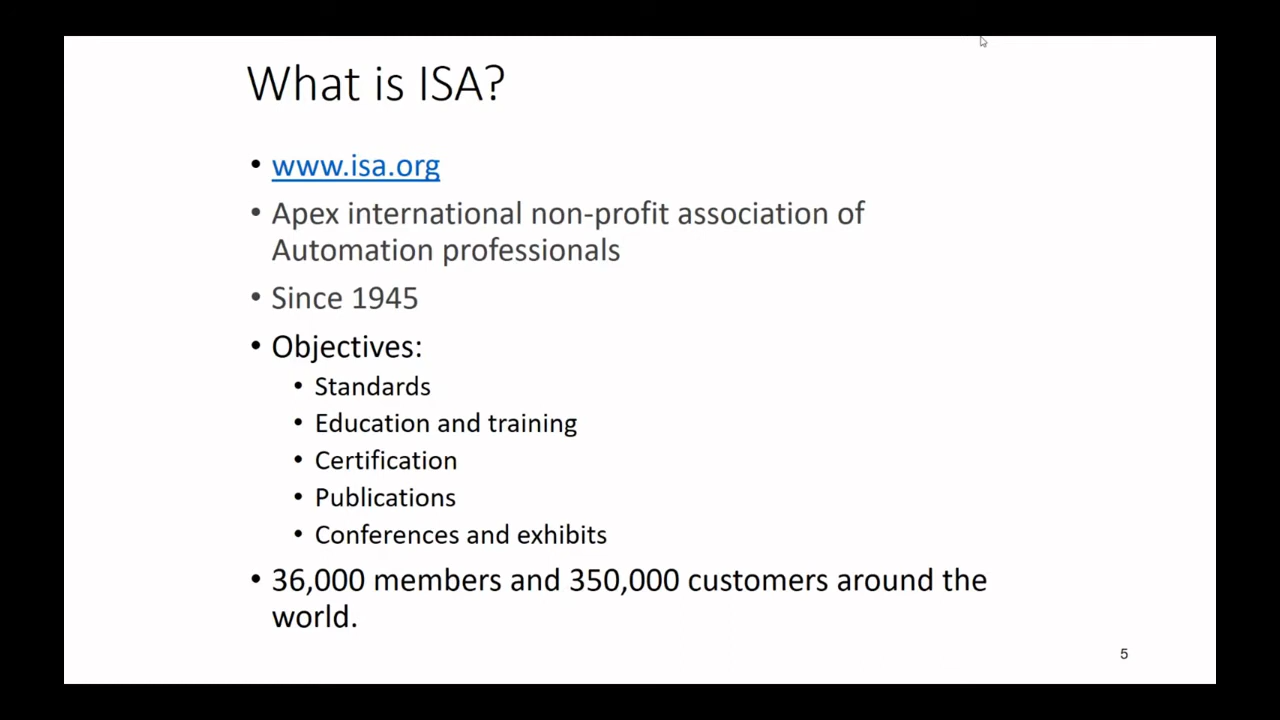 What is ISA?
• www.isa.org
• Apex international non-profit association of
Automation professionals
• Since 1945
• Objectives:
• Standards
• Education and training
• Certification
• Publications
• Conferences and exhibits
• 36,000 members and 350,000 customers around the
world.
5